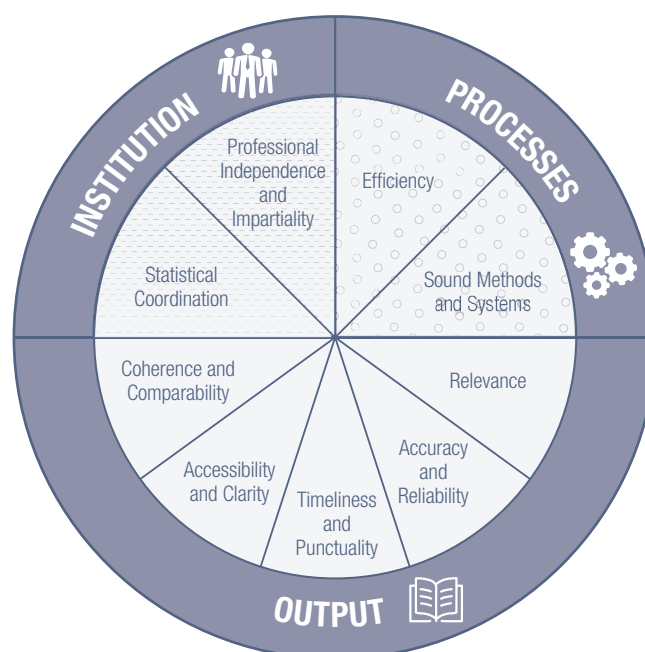 INSTITUTION
PROCESSES
Professional
Independence
and
Impartiality
Efficiency
Statistical
Coordination
Sound Methods
and Systems
Coherence and
Comparability
Relevance
Accessibility
and Clarity
Timeliness
and
Punctuality
Accuracy
and
Reliability
OUTPUT